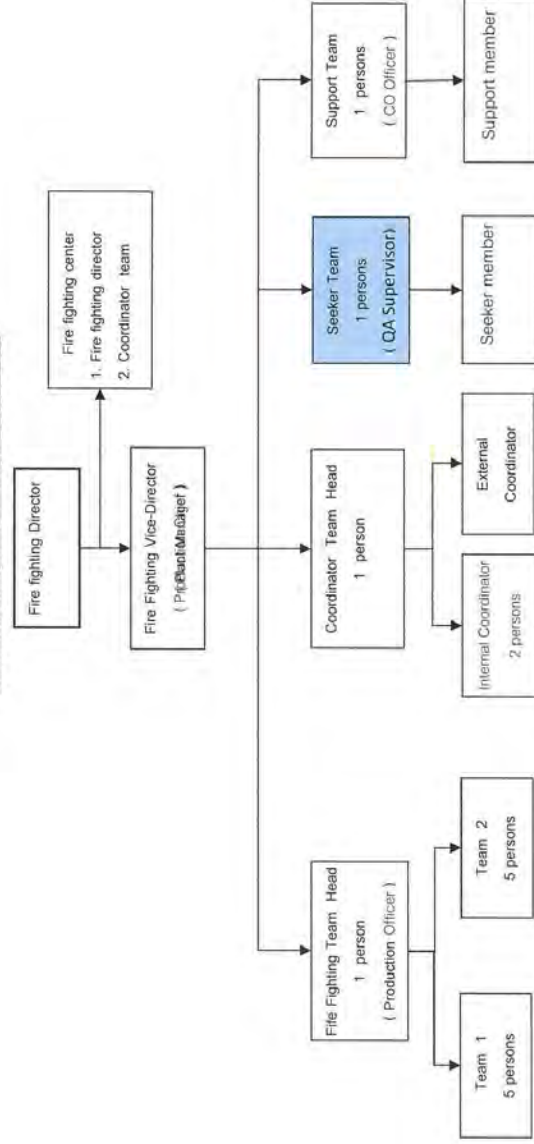 Fire fighting Director
Fire fighting center
1. Fire fighting director
2. Coordinator team
Fire Fighting Vice-Director
Fife Fighting Team Head
1 person
( Production Officer )
Coordinator Team Head
1 person
Seeker Team
1 persons
( QA Supervisor)
Support Team
1 persons
( CO Officer )
Team 1
5 persons
Team 2
5 persons
Internal Coordinator
2 persons
External
Coordinator
Seeker member
Support member